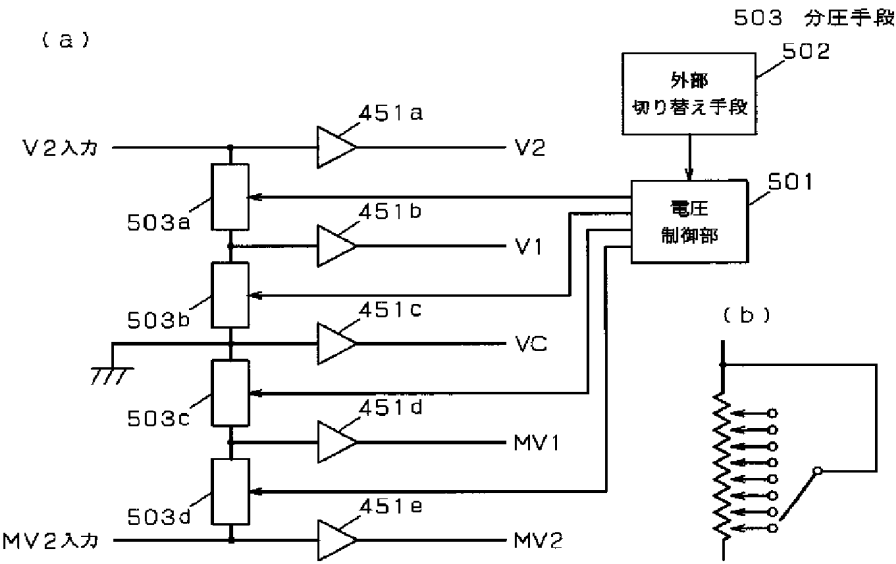 503 分圧手段
(a)
502
外部
切り替え手段
451a
V2入力
V2
501
電圧
制御部
503a
451b
V1
503b
451c
(b)
VC
503c
451d
MV1
503d
451e
MV2入力
MV2